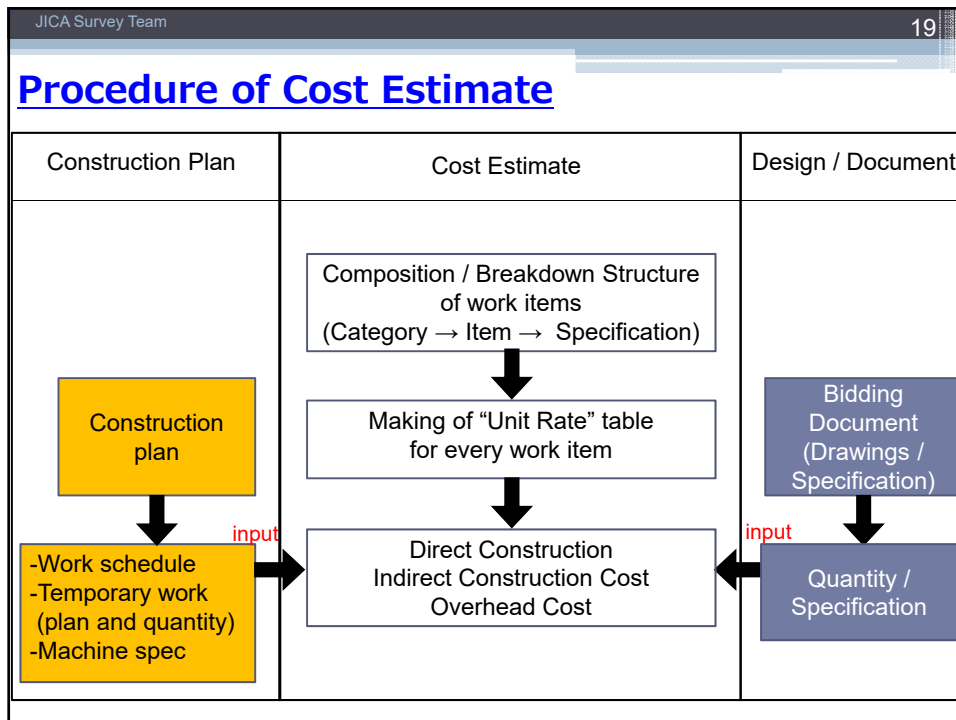 JICA Survey Team
19
Procedure of Cost Estimate
Construction Plan
Cost Estimate
Design / Document
Composition / Breakdown Structure
of work items
(Category → Item → Specification)
Construction
plan
Making of “Unit Rate” table
for every work item
Bidding
Document
(Drawings /
Specification)
input
input
-Work schedule
-Temporary work
(plan and quantity)
-Machine spec
Direct Construction
Indirect Construction Cost
Overhead Cost
Quantity /
Specification